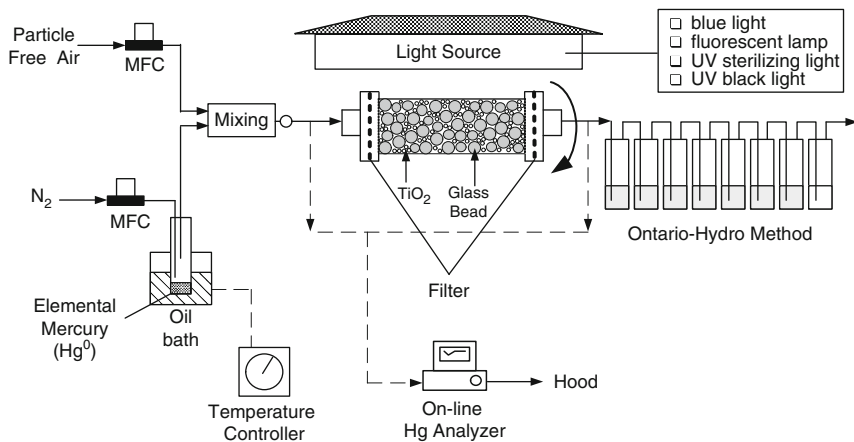 Particle
Free Air
MFC
Light Source
❑ blue light
❑ fluorescent lamp
❑ UV sterilizing light
❑ UV black light
Mixing
TiO₂
Glass
Bead
N₂
MFC
Ontario-Hydro Method
Filter
Elemental
Mercury
(Hg⁰)
Oil
bath
Temperature
Controller
On-line
Hg Analyzer
Hood